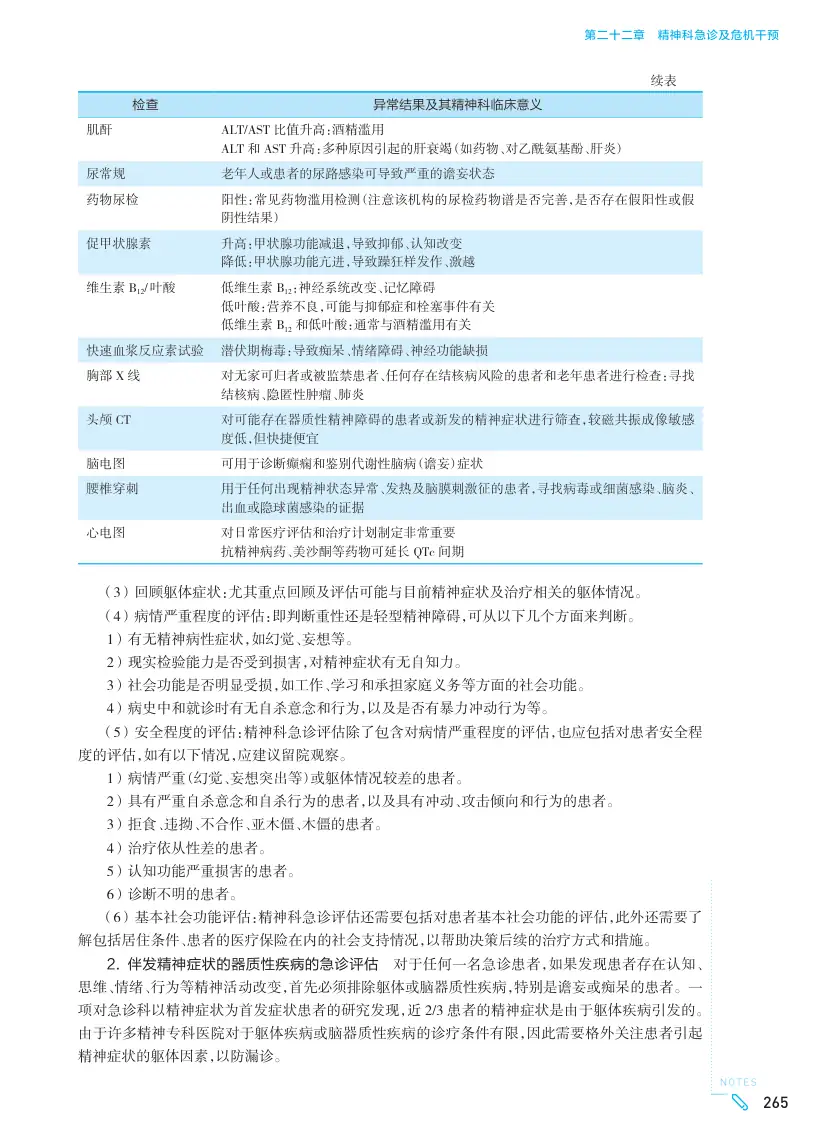 第二十二章 精神科急诊及危机干预
续表
检查 异常结果及其精神科临床意义
肌酐 ALT/AST 比值升高:酒精滥用
ALT 和 AST 升高:多种原因引起的肝衰竭(如药物、对乙酰氨基酚、肝炎)
尿常规 老年人或患者的尿路感染可导致严重的谵妄状态
药物尿检 阳性:常见药物滥用检测(注意该机构的尿检药物谱是否完善,是否存在假阳性或假
阴性结果)
促甲状腺素 升高:甲状腺功能减退,导致抑郁、认知改变
降低:甲状腺功能亢进,导致躁狂样发作、激越
维生素 B12/叶酸 低维生素 B12:神经系统改变、记忆障碍
低叶酸:营养不良,可能与抑郁症和栓塞事件有关
低维生素 B12 和低叶酸:通常与酒精滥用有关
快速血浆反应素试验 潜伏期梅毒:导致痴呆、情绪障碍、神经功能缺损
胸部 X 线 对无家可归者或被监禁患者、任何存在结核病风险的患者和老年患者进行检查:寻找
结核病、隐匿性肿瘤、肺炎
头颅 CT 对可能存在器质性精神障碍的患者或新发的精神症状进行筛查,较磁共振成像敏感
度低,但快捷便宜
脑电图 可用于诊断癫痫和鉴别代谢性脑病(谵妄)症状
腰椎穿刺 用于任何出现精神状态异常、发热及脑膜刺激征的患者,寻找病毒或细菌感染、脑炎、
出血或隐球菌感染的证据
心电图 对日常医疗评估和治疗计划制定非常重要
抗精神病药、美沙酮等药物可延长 QTc 间期
(3)回顾躯体症状:尤其重点回顾及评估可能与目前精神症状及治疗相关的躯体情况。
(4)病情严重程度的评估:即判断重性还是轻型精神障碍,可从以下几个方面来判断。
1)有无精神病性症状,如幻觉、妄想等。
2)现实检验能力是否受到损害,对精神症状有无自知力。
3)社会功能是否明显受损,如工作、学习和承担家庭义务等方面的社会功能。
4)病史中和就诊时有无自杀意念和行为,以及是否有暴力冲动行为等。
(5)安全程度的评估:精神科急诊评估除了包含对病情严重程度的评估,也应包括对患者安全程
度的评估,如有以下情况,应建议留院观察。
1)病情严重(幻觉、妄想突出等)或躯体情况较差的患者。
2)具有严重自杀意念和自杀行为的患者,以及具有冲动、攻击倾向和行为的患者。
3)拒食、违拗、不合作、亚木僵、木僵的患者。
4)治疗依从性差的患者。
5)认知功能严重损害的患者。
6)诊断不明的患者。
(6)基本社会功能评估:精神科急诊评估还需要包括对患者基本社会功能的评估,此外还需要了
解包括居住条件、患者的医疗保险在内的社会支持情况,以帮助决策后续的治疗方式和措施。
2. 伴发精神症状的器质性疾病的急诊评估 对于任何一名急诊患者,如果发现患者存在认知、
思维、情绪、行为等精神活动改变,首先必须排除躯体或脑器质性疾病,特别是谵妄或痴呆的患者。一
项对急诊科以精神症状为首发症状患者的研究发现,近 2/3 患者的精神症状是由于躯体疾病引发的。
由于许多精神专科医院对于躯体疾病或脑器质性疾病的诊疗条件有限,因此需要格外关注患者引起
精神症状的躯体因素,以防漏诊。
NOTES
265